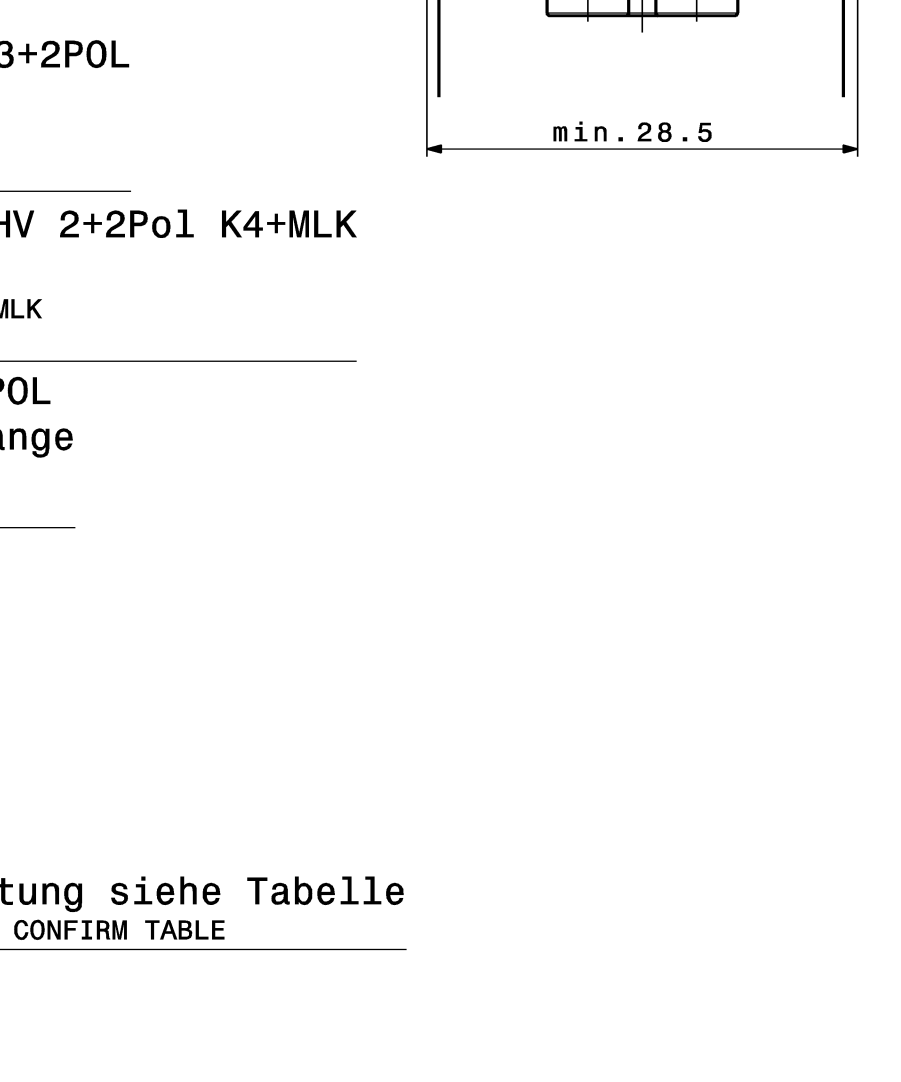 3+2POL
min.28.5
HV 2+2Pol K4+MLK
MLK
POL
ange
tung siehe Tabelle
CONFIRM TABLE